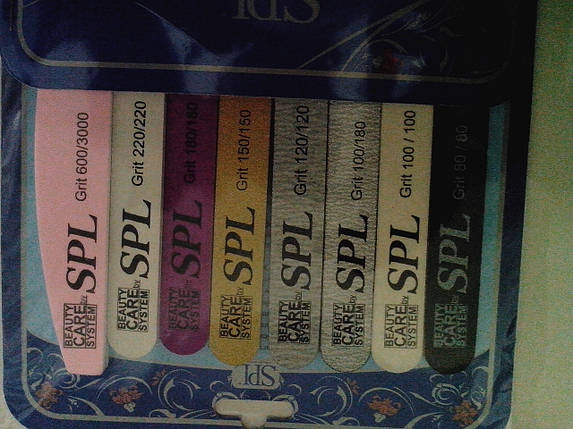 SPL
BEAUTY
CARE by
SYSTEM
SPL Grit 600/3000
BEAUTY
CARE by
SYSTEM
SPL Grit 220/220
BEAUTY
CARE by
SYSTEM
SPL Grit 180/180
BEAUTY
CARE by
SYSTEM
SPL Grit 150/150
BEAUTY
CARE by
SYSTEM
SPL Grit 120/120
BEAUTY
CARE by
SYSTEM
SPL Grit 100/180
BEAUTY
CARE by
SYSTEM
SPL Grit 100 / 100
BEAUTY
CARE by
SYSTEM
SPL Grit 80 / 80
SPL